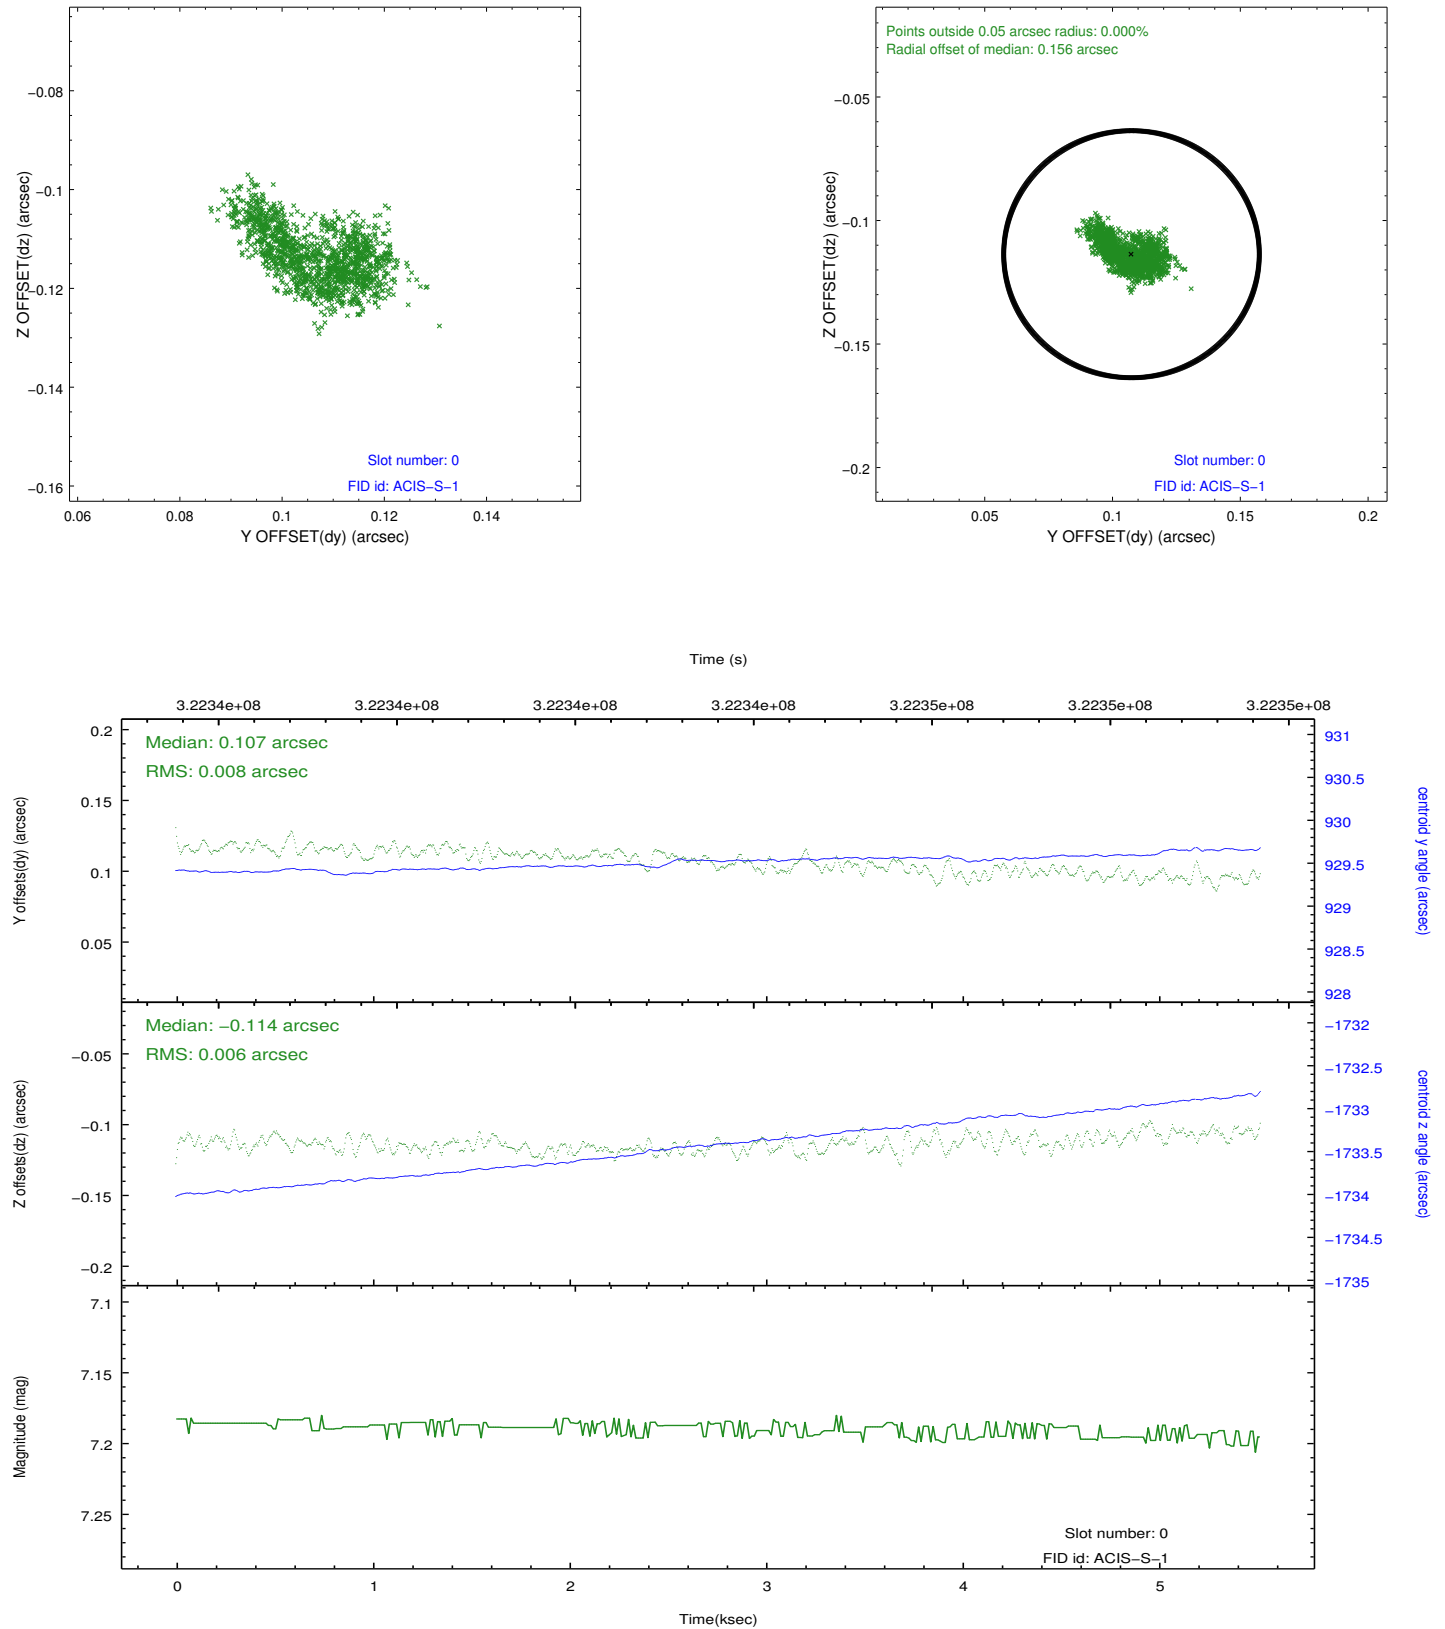 −0.08
−0.1
−0.12
−0.14
−0.16
Z OFFSET(dz) (arcsec)
Slot number: 0
FID id: ACIS−S−1
0.06 0.08 0.1 0.12 0.14
Y OFFSET(dy) (arcsec)
Points outside 0.05 arcsec radius: 0.000%
Radial offset of median: 0.156 arcsec
−0.05
−0.1
−0.15
−0.2
Z OFFSET(dz) (arcsec)
Slot number: 0
FID id: ACIS−S−1
0.05 0.1 0.15 0.2
Y OFFSET(dy) (arcsec)
Time (s)
3.2234e+08 3.2234e+08 3.2234e+08 3.2234e+08 3.2235e+08 3.2235e+08 3.2235e+08
Median: 0.107 arcsec
RMS: 0.008 arcsec
0.2
0.15
0.1
0.05
Y offsets(dy) (arcsec)
931
930.5
930
929.5
929
928.5
928
centroid y angle (arcsec)
Median: −0.114 arcsec
RMS: 0.006 arcsec
−0.05
−0.1
−0.15
−0.2
Z offsets(dz) (arcsec)
−1732
−1732.5
−1733
−1733.5
−1734
−1734.5
−1735
centroid z angle (arcsec)
7.1
7.15
7.2
7.25
Magnitude (mag)
Slot number: 0
FID id: ACIS−S−1
0 1 2 3 4 5
Time(ksec)